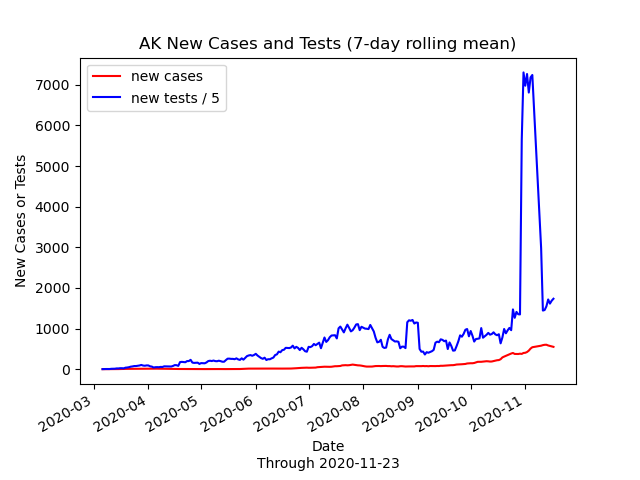 AK New Cases and Tests (7-day rolling mean)
new cases
new tests / 5
New Cases or Tests
7000
6000
5000
4000
3000
2000
1000
0
2020-03
2020-04
2020-05
2020-06
2020-07
2020-08
2020-09
2020-10
2020-11
Date
Through 2020-11-23